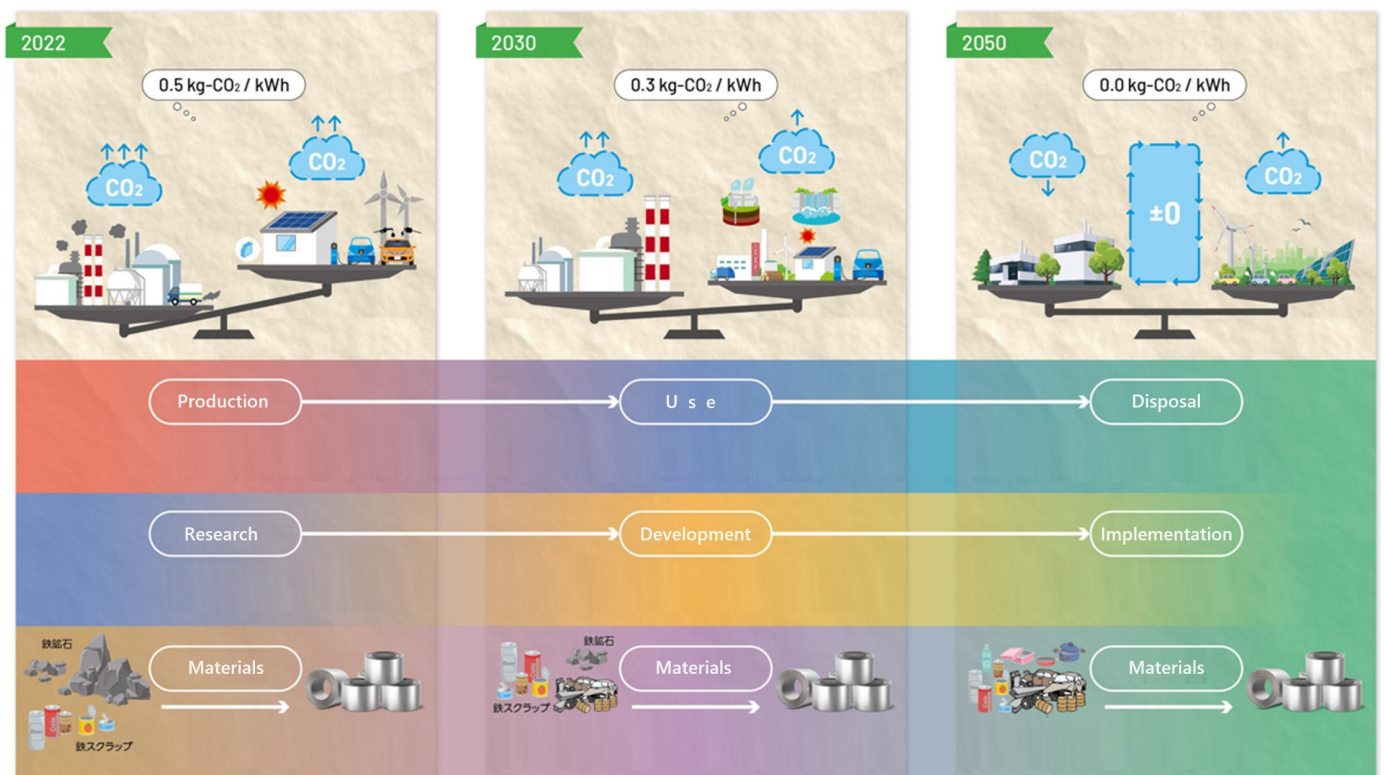 2022
0.5 kg-CO₂ / kWh
CO₂
CO₂
2030
0.3 kg-CO₂ / kWh
CO₂
CO₂
2050
0.0 kg-CO₂ / kWh
CO₂
±0
CO₂
Production
Use
Disposal
Research
Development
Implementation
鉄鉱石
Materials
鉄スクラップ
鉄鉱石
Materials
鉄スクラップ
Materials